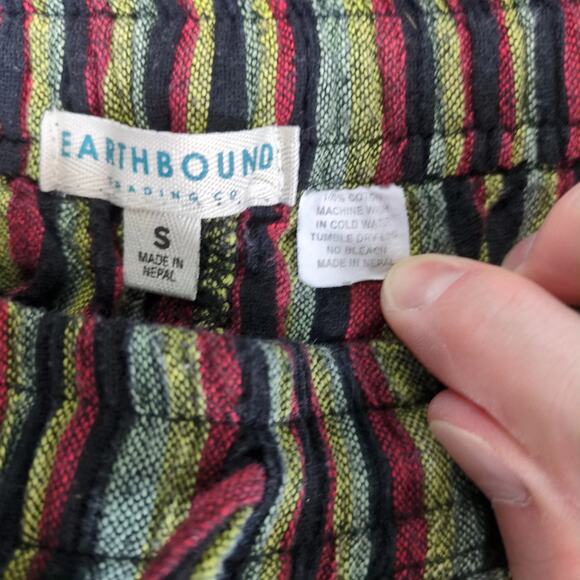 EARTHBOUND
TRADING CO.
S
MADE IN
NEPAL
100% COTTON
MACHINE WASH
IN COLD WATER
TUMBLE DRY LOW
NO BLEACH
MADE IN NEPAL